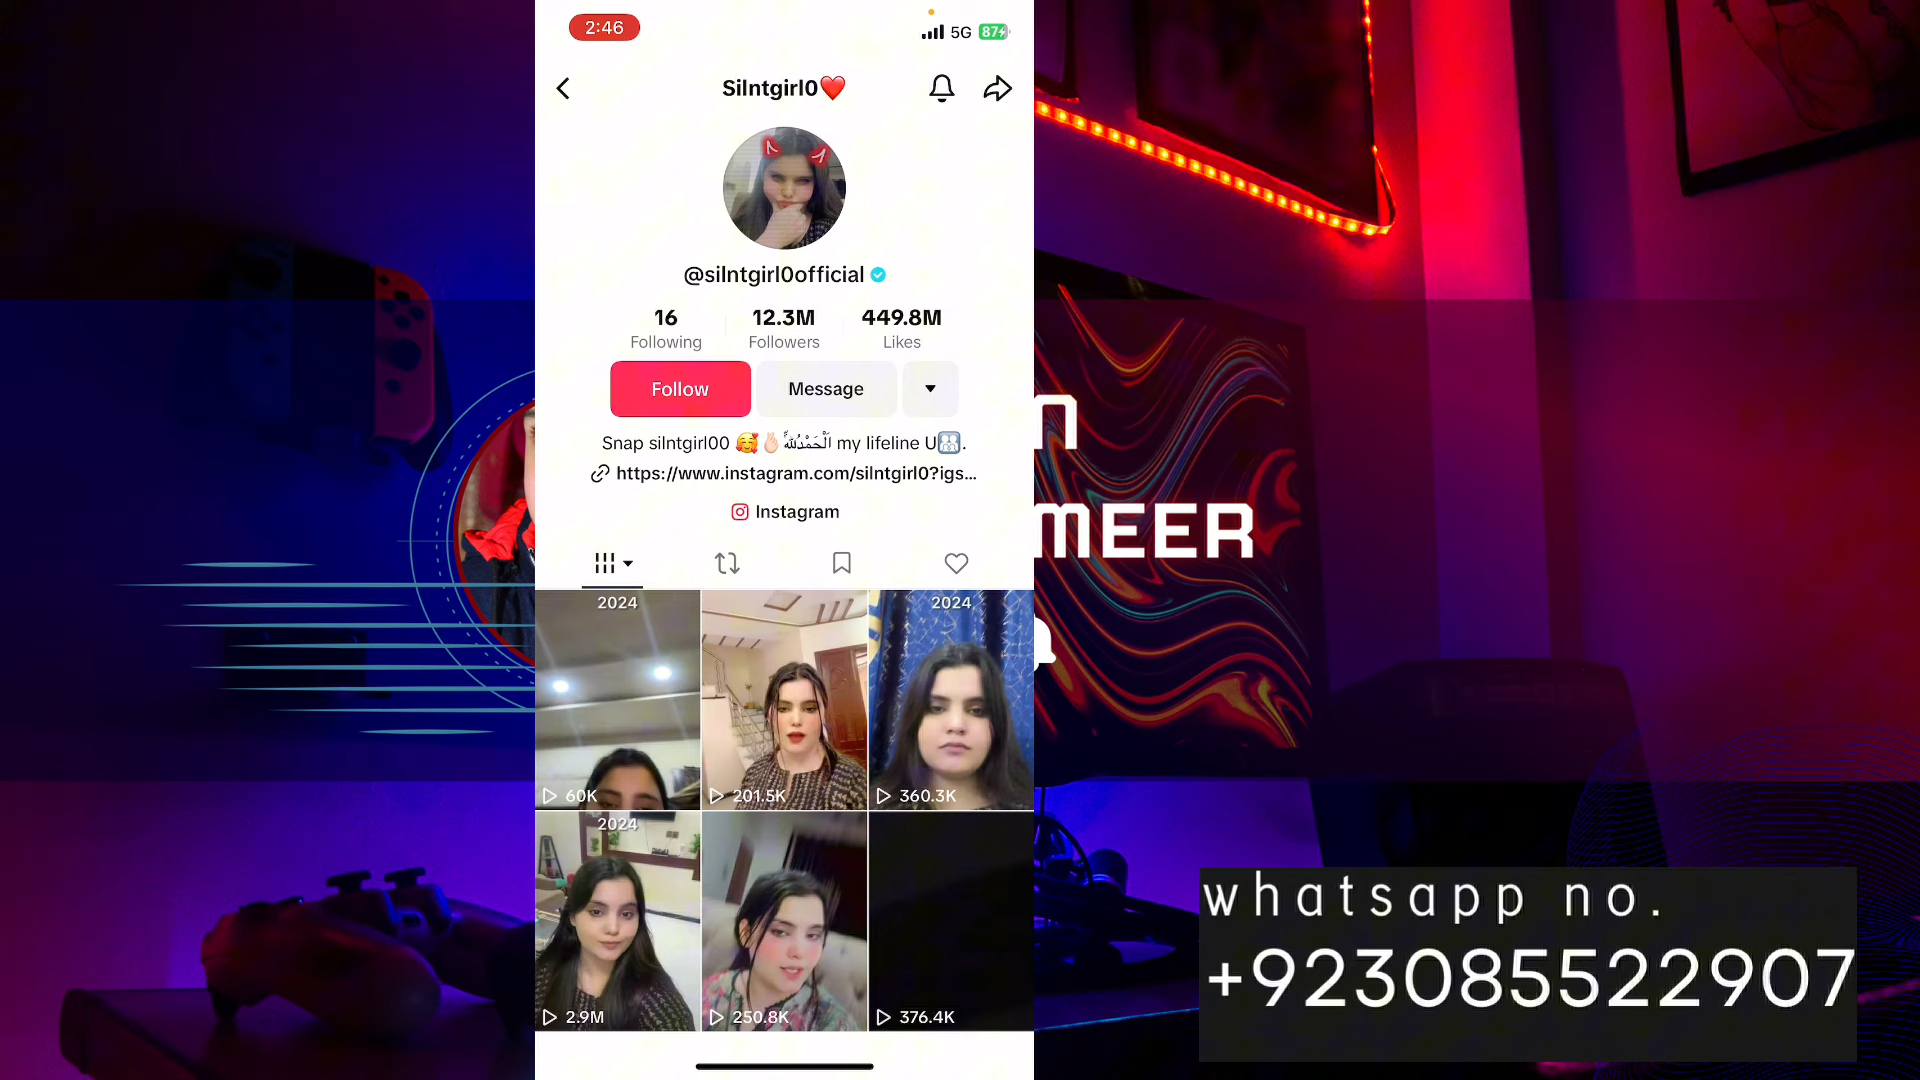 2:46
5G 87
Silntgirl0❤️
@silntgirl0official
16 12.3M 449.8M
Following Followers Likes
Follow Message
Snap silntgirl00 🥰🫰🏻اَلْحَمْدُلِلّٰه my lifeline U🫂.
https://www.instagram.com/silntgirl0?igs...
Instagram
2024 2024
60K 201.5K 360.3K
2024
2.9M 250.8K 376.4K
MEER
whatsapp no.
+923085522907